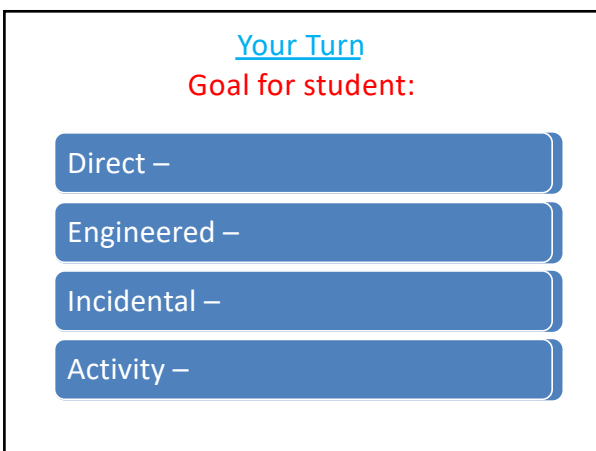 Your Turn
Goal for student:
Direct –
Engineered –
Incidental –
Activity –